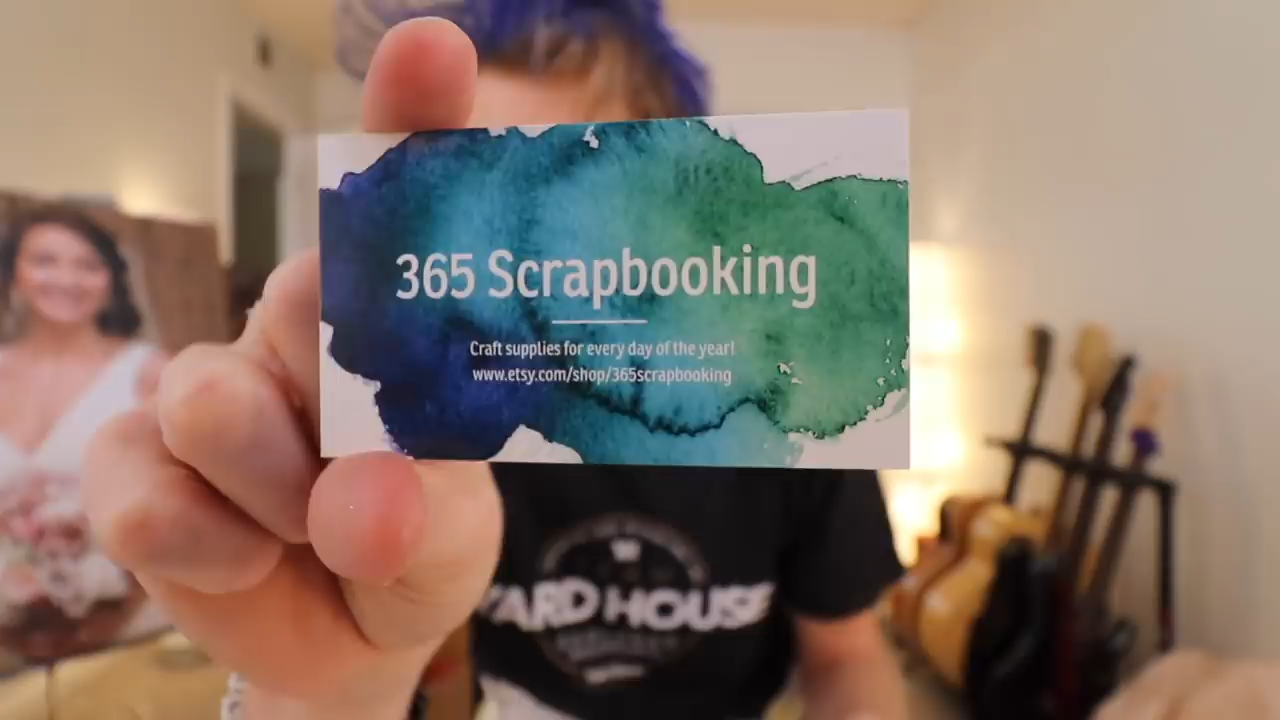 365 Scrapbooking
Craft supplies for every day of the year!
www.etsy.com/shop/365scrapbooking
YARD HOUSE